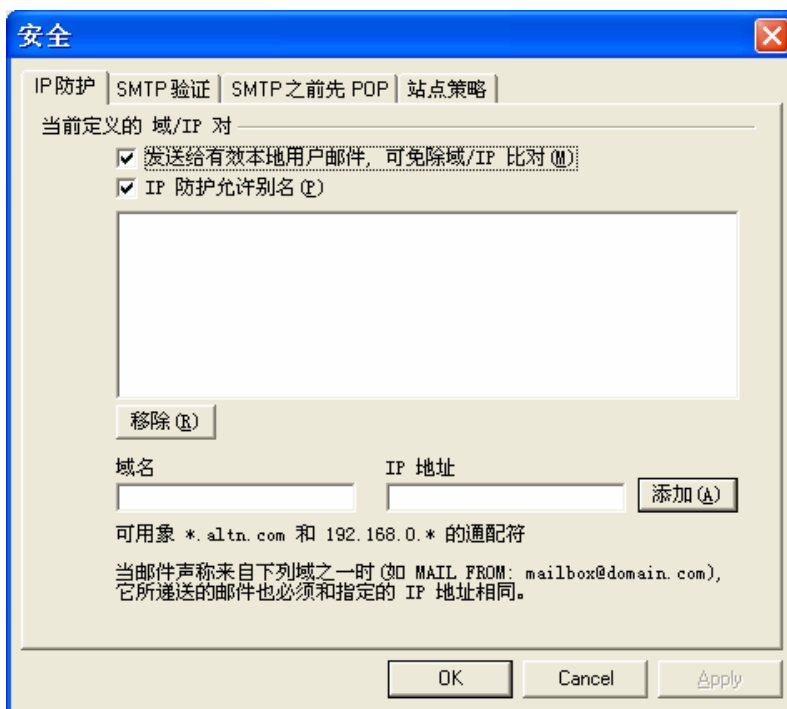 安全
IP防护 SMTP验证 SMTP之前先 POP 站点策略
当前定义的 域/IP 对
发送给有效本地用户邮件, 可免除域/IP 比对(M)
IP 防护允许别名(P)
移除(R)
域名 IP 地址
添加(A)
可用象 *.altn.com 和 192.168.0.* 的通配符
当邮件声称来自下列域之一时(如 MAIL FROM: mailbox@domain.com),
它所递送的邮件也必须和指定的 IP 地址相同。
OK Cancel Apply